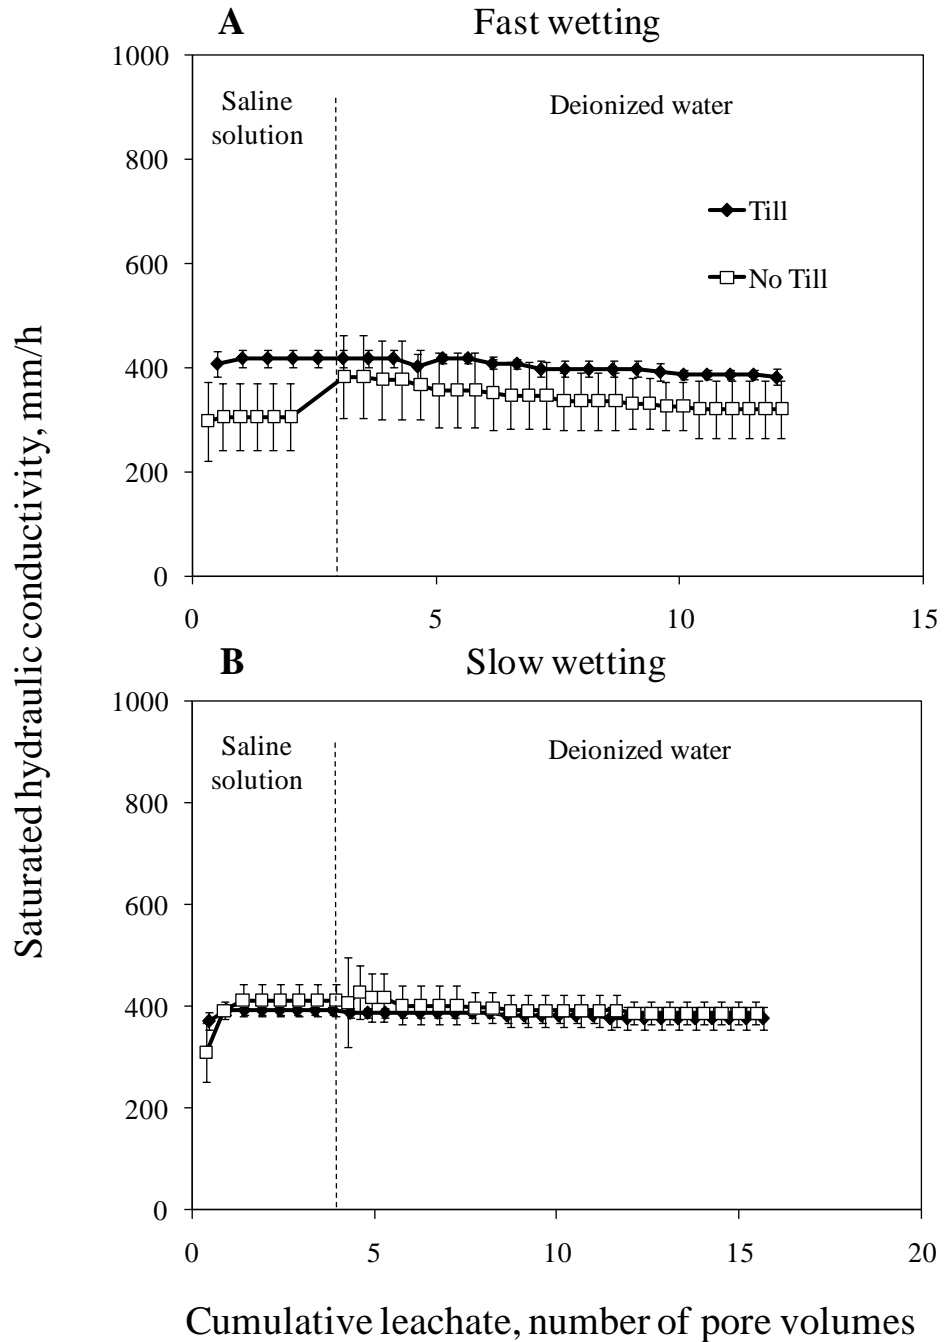 A
Fast wetting
Saturated hydraulic conductivity, mm/h
1000
800
600
400
200
0
Saline
solution
Deionized water
Till
No Till
0
5
10
15
B
Slow wetting
1000
800
600
400
200
0
Saline
solution
Deionized water
0
5
10
15
20
Cumulative leachate, number of pore volumes